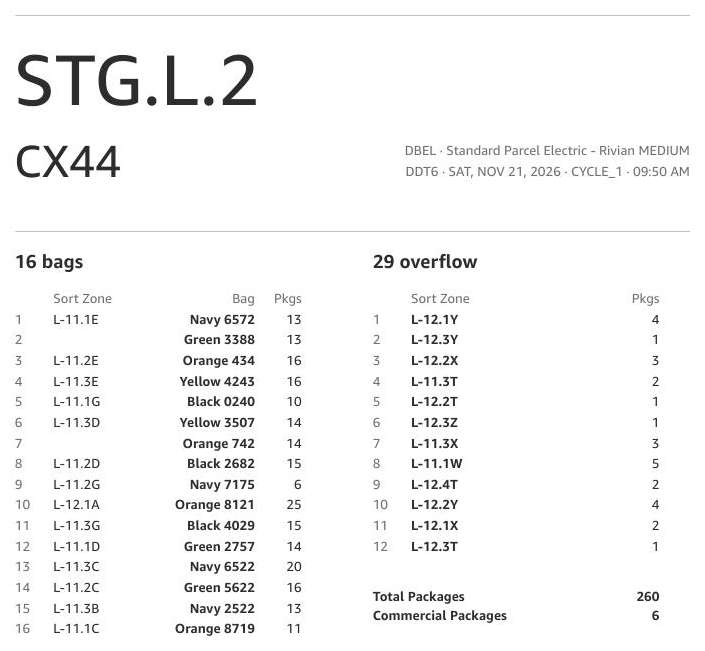 STG.L.2
CX44
DBEL · Standard Parcel Electric - Rivian MEDIUM
DDT6 · SAT, NOV 21, 2026 · CYCLE_1 · 09:50 AM
16 bags
Sort Zone Bag Pkgs
1 L-11.1E Navy 6572 13
2 Green 3388 13
3 L-11.2E Orange 434 16
4 L-11.3E Yellow 4243 16
5 L-11.1G Black 0240 10
6 L-11.3D Yellow 3507 14
7 Orange 742 14
8 L-11.2D Black 2682 15
9 L-11.2G Navy 7175 6
10 L-12.1A Orange 8121 25
11 L-11.3G Black 4029 15
12 L-11.1D Green 2757 14
13 L-11.3C Navy 6522 20
14 L-11.2C Green 5622 16
15 L-11.3B Navy 2522 13
16 L-11.1C Orange 8719 11
29 overflow
Sort Zone Pkgs
1 L-12.1Y 4
2 L-12.3Y 1
3 L-12.2X 3
4 L-11.3T 2
5 L-12.2T 1
6 L-12.3Z 1
7 L-11.3X 3
8 L-11.1W 5
9 L-12.4T 2
10 L-12.2Y 4
11 L-12.1X 2
12 L-12.3T 1
Total Packages 260
Commercial Packages 6